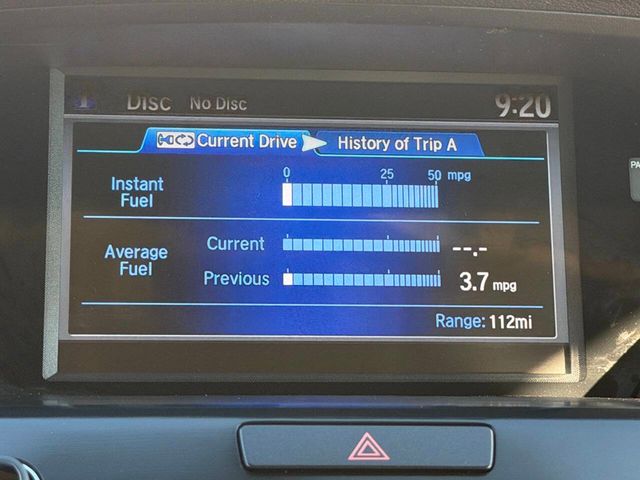 Disc No Disc 9:20
Current Drive History of Trip A
0 25 50 mpg
Instant
Fuel
Average
Fuel
Current --.-
Previous 3.7 mpg
Range: 112mi
PA